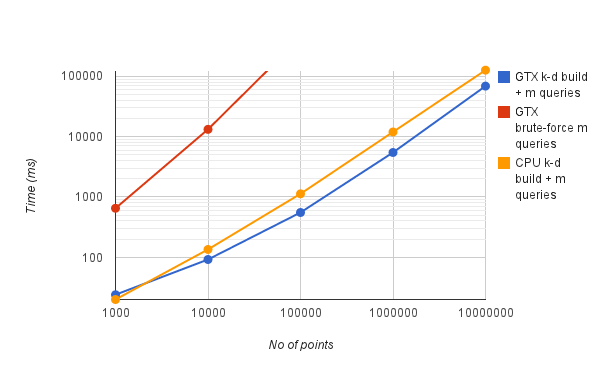 100000
10000
1000
100
Time (ms)
1000
10000
100000
1000000
10000000
No of points
GTX k-d build
+ m queries
GTX
brute-force m
queries
CPU k-d
build + m
queries